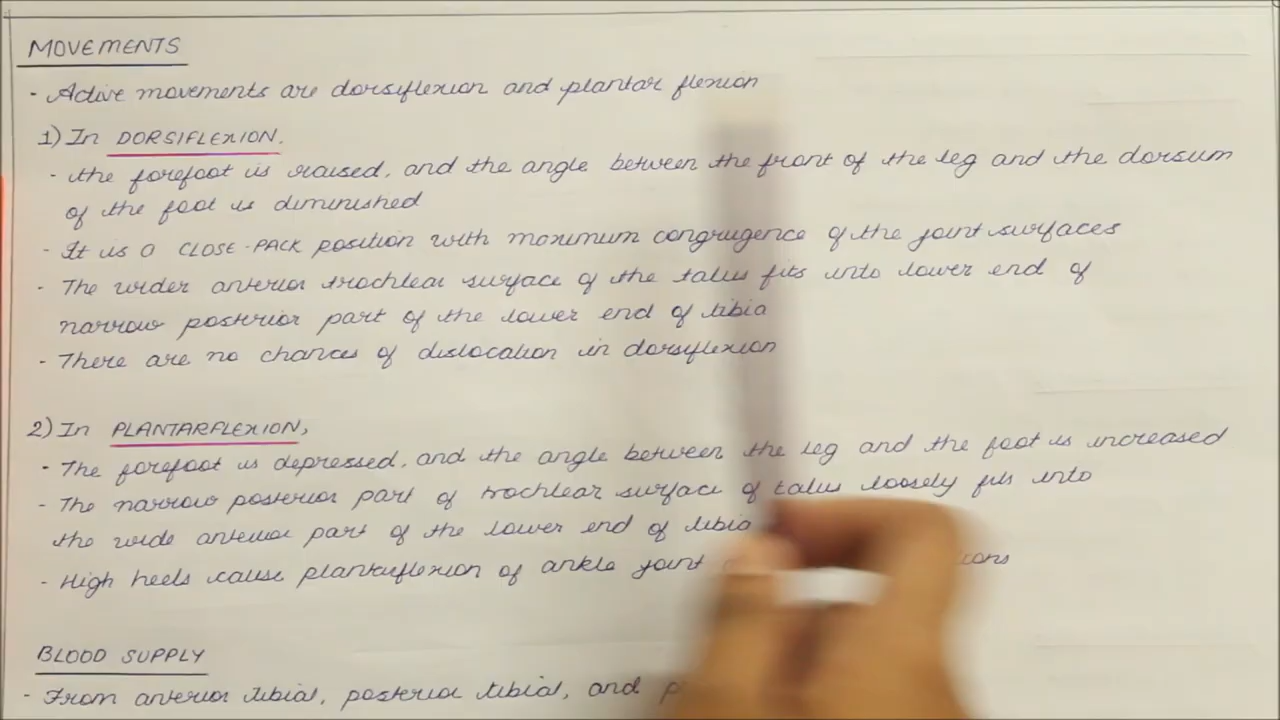 MOVEMENTS
- Active movements are dorsiflexion and plantar flexion
1) In DORSIFLEXION,
- the forefoot is raised, and the angle between the front of the leg and the dorsum
of the foot is diminished
- It is a CLOSE-PACK position with maximum congrugence of the joint surfaces
- The wider anterior trochlear surface of the talus fits into lower end of
narrow posterior part of the lower end of tibia
- There are no chances of dislocation in dorsiflexion
2) In PLANTARFLEXION,
- The forefoot is depressed, and the angle between the leg and the foot is increased
- The narrow posterior part of trochlear surface of talus loosely fits into
the wide anterior part of the lower end of tibia
- High heels cause plantuflexion of ankle joint
BLOOD SUPPLY
- From anterior tibial, posterior tibial, and